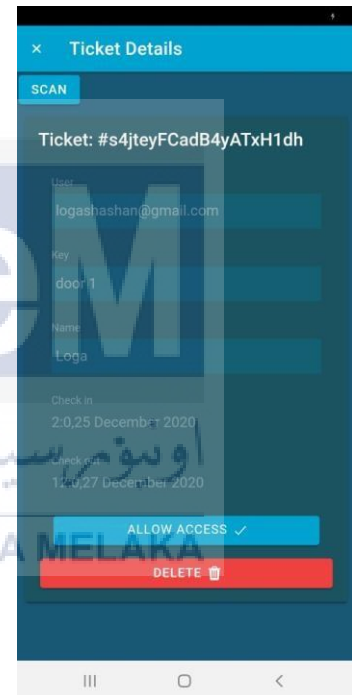 × Ticket Details
SCAN
Ticket: #s4jteyFCadB4yATxH1dh
User
logashashan@gmail.com
Key
door 1
Name
Loga
Check in
2:0,25 December 2020
Check out
12:0,27 December 2020
ALLOW ACCESS ✓
A MELAKA
DELETE